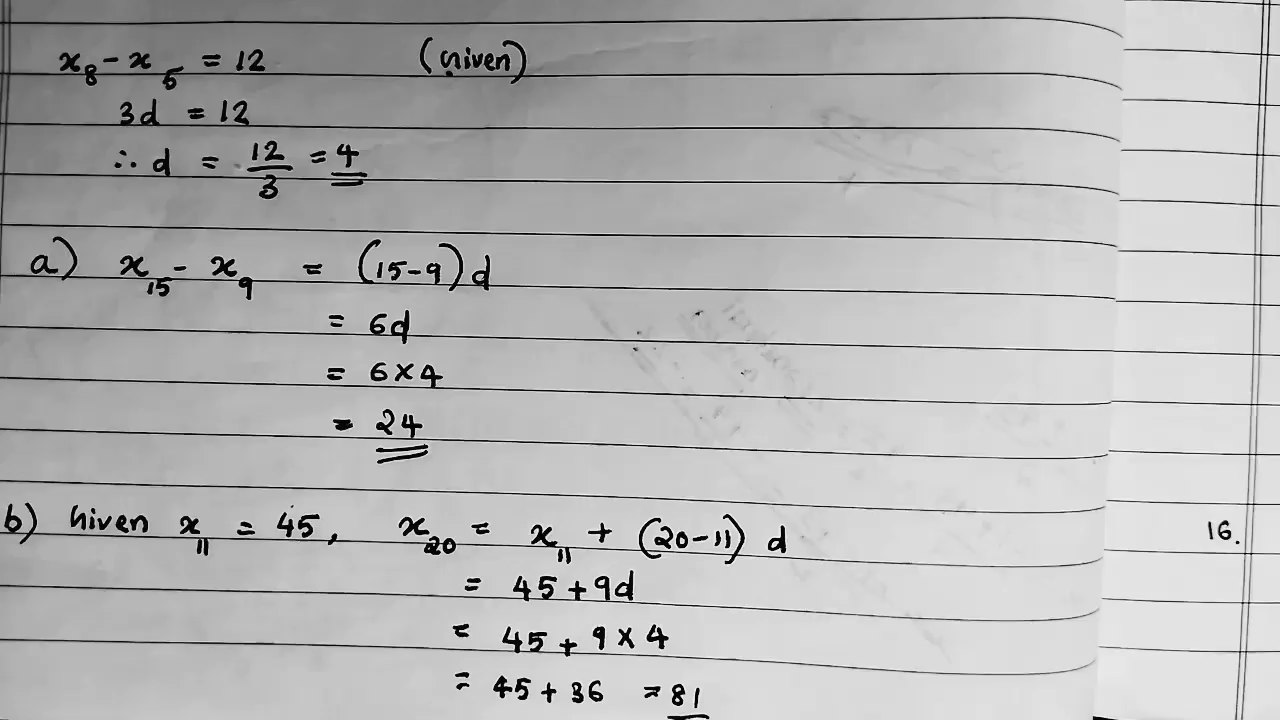 x₈ - x₅ = 12 (Given)
3d = 12
∴ d = 12/3 = 4
a) x₁₅ - x₉ = (15-9)d
= 6d
= 6×4
= 24
b) Given x₁₁ = 45, x₂₀ = x₁₁ + (20-11) d
16.
= 45+9d
= 45+9×4
= 45+36 = 81